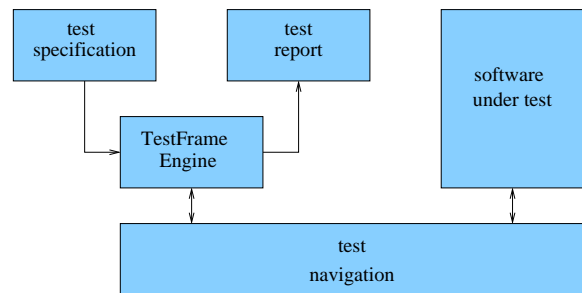 test
specification
test
report
software
under test
TestFrame
Engine
test
navigation